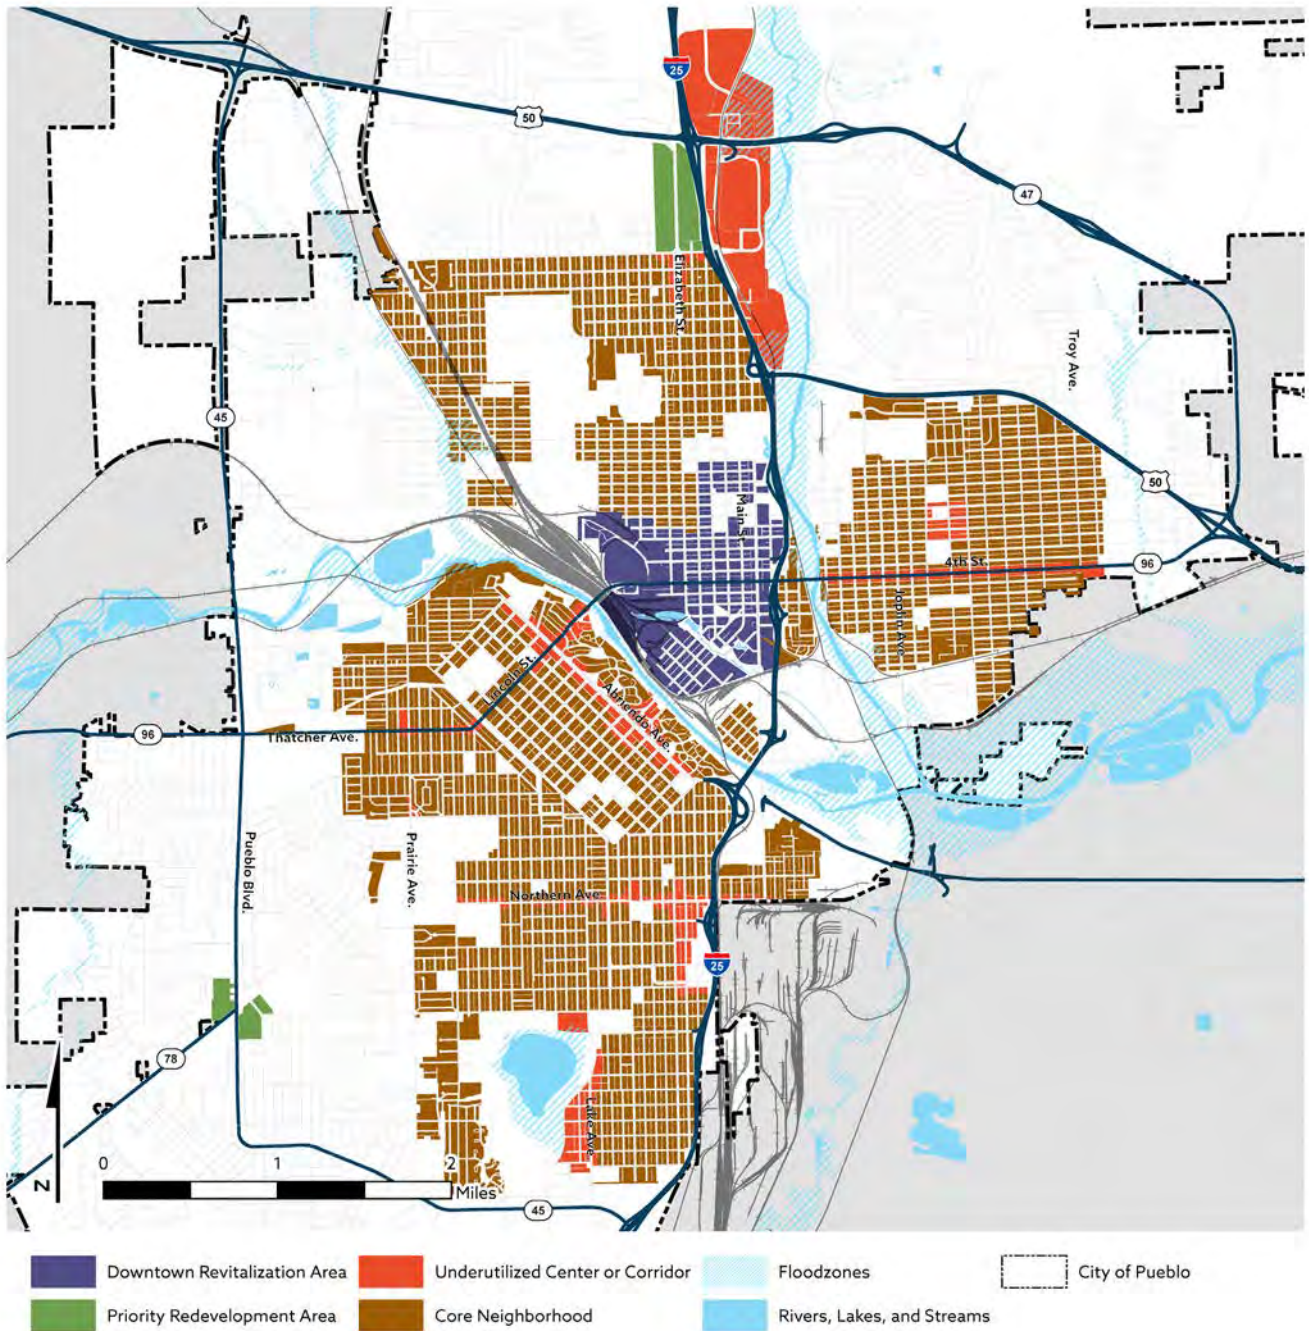 25
50
47
Elizabeth St.
Troy Ave.
45
50
Main St.
4th St.
96
Joplin Ave.
Lincoln St.
Abriendo Ave.
96
Thatcher Ave.
Pueblo Blvd.
Prairie Ave.
Northern Ave
25
78
Lake Ave.
N
0 1 2
Miles
45
Downtown Revitalization Area
Underutilized Center or Corridor
Floodzones
City of Pueblo
Priority Redevelopment Area
Core Neighborhood
Rivers, Lakes, and Streams